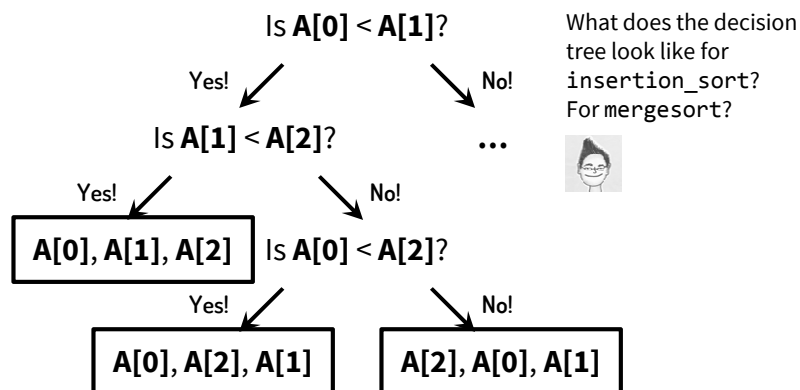 Is A[0] < A[1]?
What does the decision
tree look like for
insertion_sort?
For mergesort?
Yes!
No!
Is A[1] < A[2]?
...
Yes!
No!
A[0], A[1], A[2]
Is A[0] < A[2]?
Yes!
No!
A[0], A[2], A[1]
A[2], A[0], A[1]